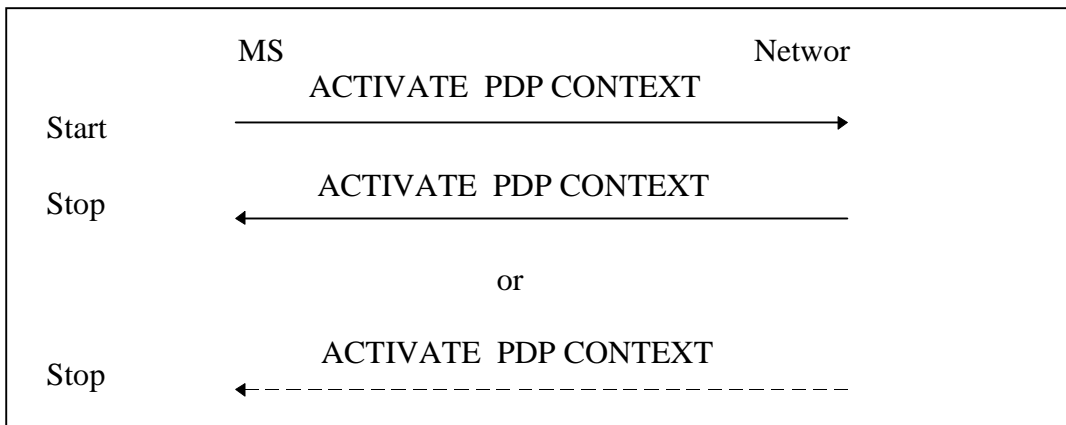 MS Networ
ACTIVATE PDP CONTEXT
Start
ACTIVATE PDP CONTEXT
Stop
or
ACTIVATE PDP CONTEXT
Stop